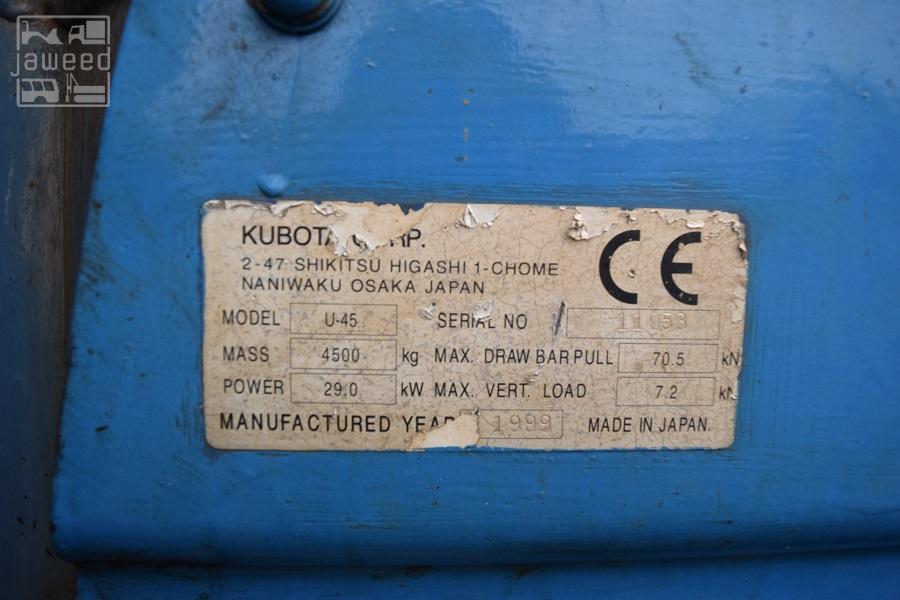 jaweed
KUBOTA CORP.
2-47 SHIKITSU HIGASHI 1-CHOME
NANIWAKU OSAKA JAPAN
CE
MODEL U-45 SERIAL NO
MASS 4500 kg MAX. DRAW BAR PULL 70.5 kN
POWER 29.0 kW MAX. VERT. LOAD 7.2 kN
MANUFACTURED YEAR 1999 MADE IN JAPAN